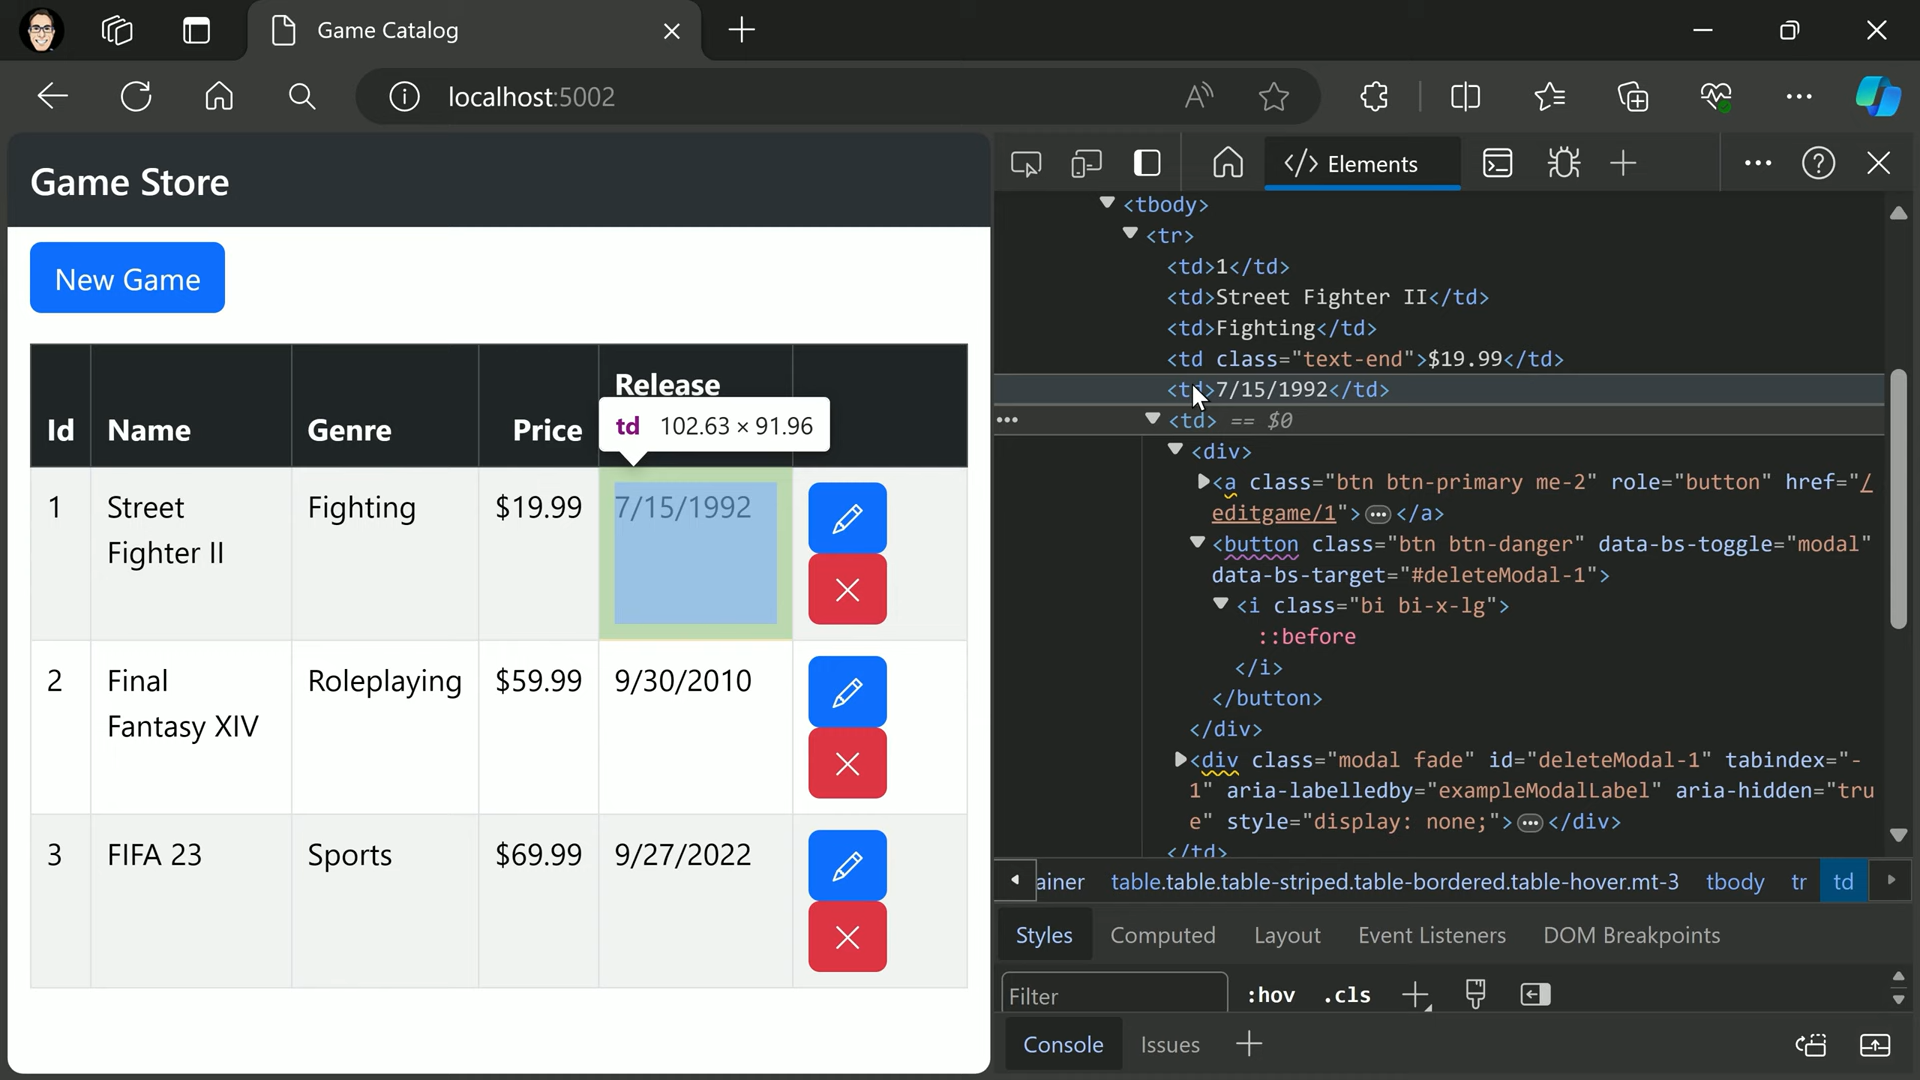 Game Catalog
localhost:5002
Game Store
New Game
Id Name Genre Price Release
td 102.63 × 91.96
1 Street Fighting $19.99 7/15/1992
Fighter II
2 Final Roleplaying $59.99 9/30/2010
Fantasy XIV
3 FIFA 23 Sports $69.99 9/27/2022
</> Elements
<tbody>
<tr>
<td>1</td>
<td>Street Fighter II</td>
<td>Fighting</td>
<td class="text-end">$19.99</td>
<td>7/15/1992</td>
<td> == $0
<div>
<a class="btn btn-primary me-2" role="button" href="/
editgame/1">…</a>
<button class="btn btn-danger" data-bs-toggle="modal"
data-bs-target="#deleteModal-1">
<i class="bi bi-x-lg">
::before
</i>
</button>
</div>
<div class="modal fade" id="deleteModal-1" tabindex="-
1" aria-labelledby="exampleModalLabel" aria-hidden="tru
e" style="display: none;">…</div>
</td>
ainer table.table.table-striped.table-bordered.table-hover.mt-3 tbody tr td
Styles Computed Layout Event Listeners DOM Breakpoints
Filter :hov .cls
Console Issues